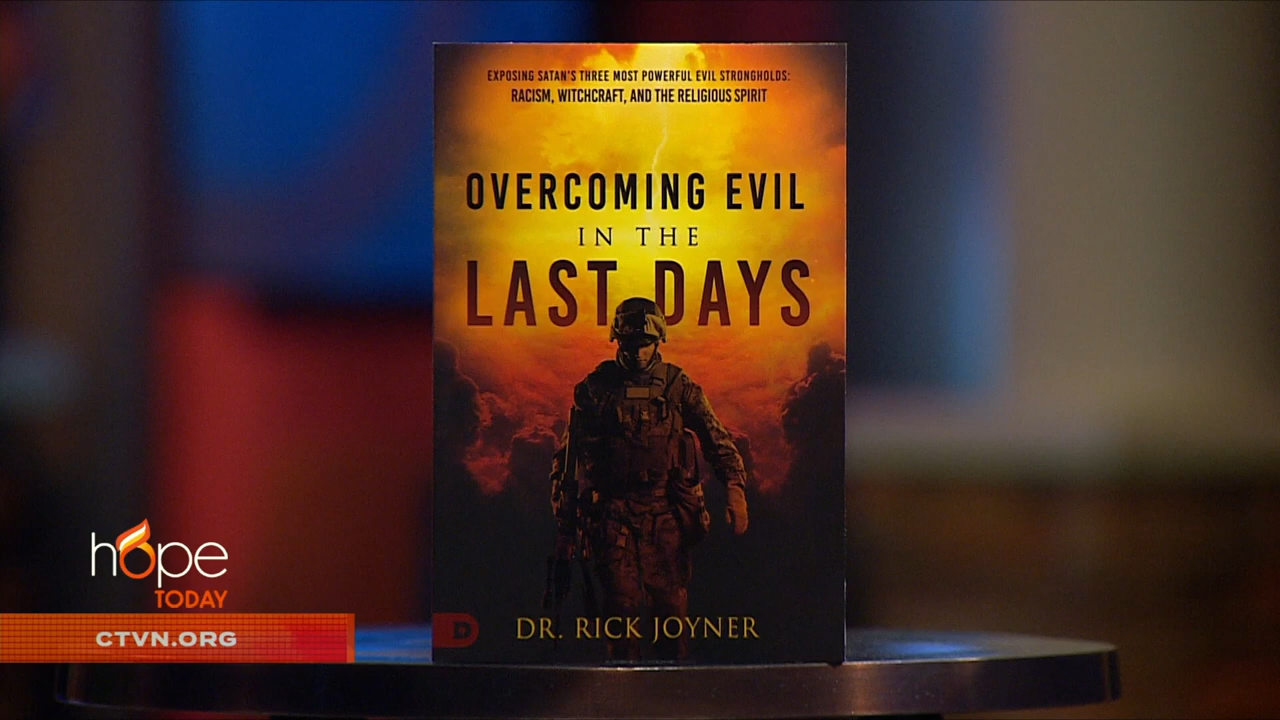 EXPOSING SATAN'S THREE MOST POWERFUL EVIL STRONGHOLDS:
RACISM, WITCHCRAFT, AND THE RELIGIOUS SPIRIT
OVERCOMING EVIL
IN THE
LAST DAYS
D
DR. RICK JOYNER
hope
TODAY
CTVN.ORG